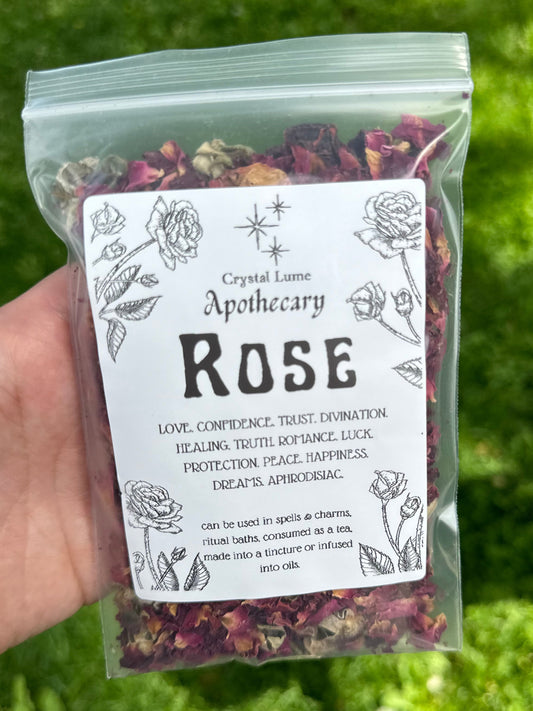 Crystal Lume
Apothecary
ROSE
LOVE. CONFIDENCE. TRUST. DIVINATION.
HEALING. TRUTH. ROMANCE. LUCK.
PROTECTION. PEACE. HAPPINESS.
DREAMS. APHRODISIAC.
can be used in spells & charms,
ritual baths, consumed as a tea,
made into a tincture or infused
into oils.